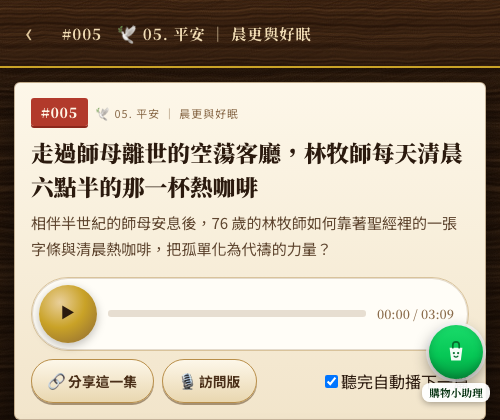 ‹ #005 🕊️ 05. 平安 ｜ 晨更與好眠
#005 🕊️ 05. 平安 ｜ 晨更與好眠
走過師母離世的空蕩客廳，林牧師每天清晨
六點半的那一杯熱咖啡
相伴半世紀的師母安息後，76 歲的林牧師如何靠著聖經裡的一張
字條與清晨熱咖啡，把孤單化為代禱的力量？
00:00 / 03:09
🔗 分享這一集 🎙️ 訪問版 聽完自動播下一
購物小助理